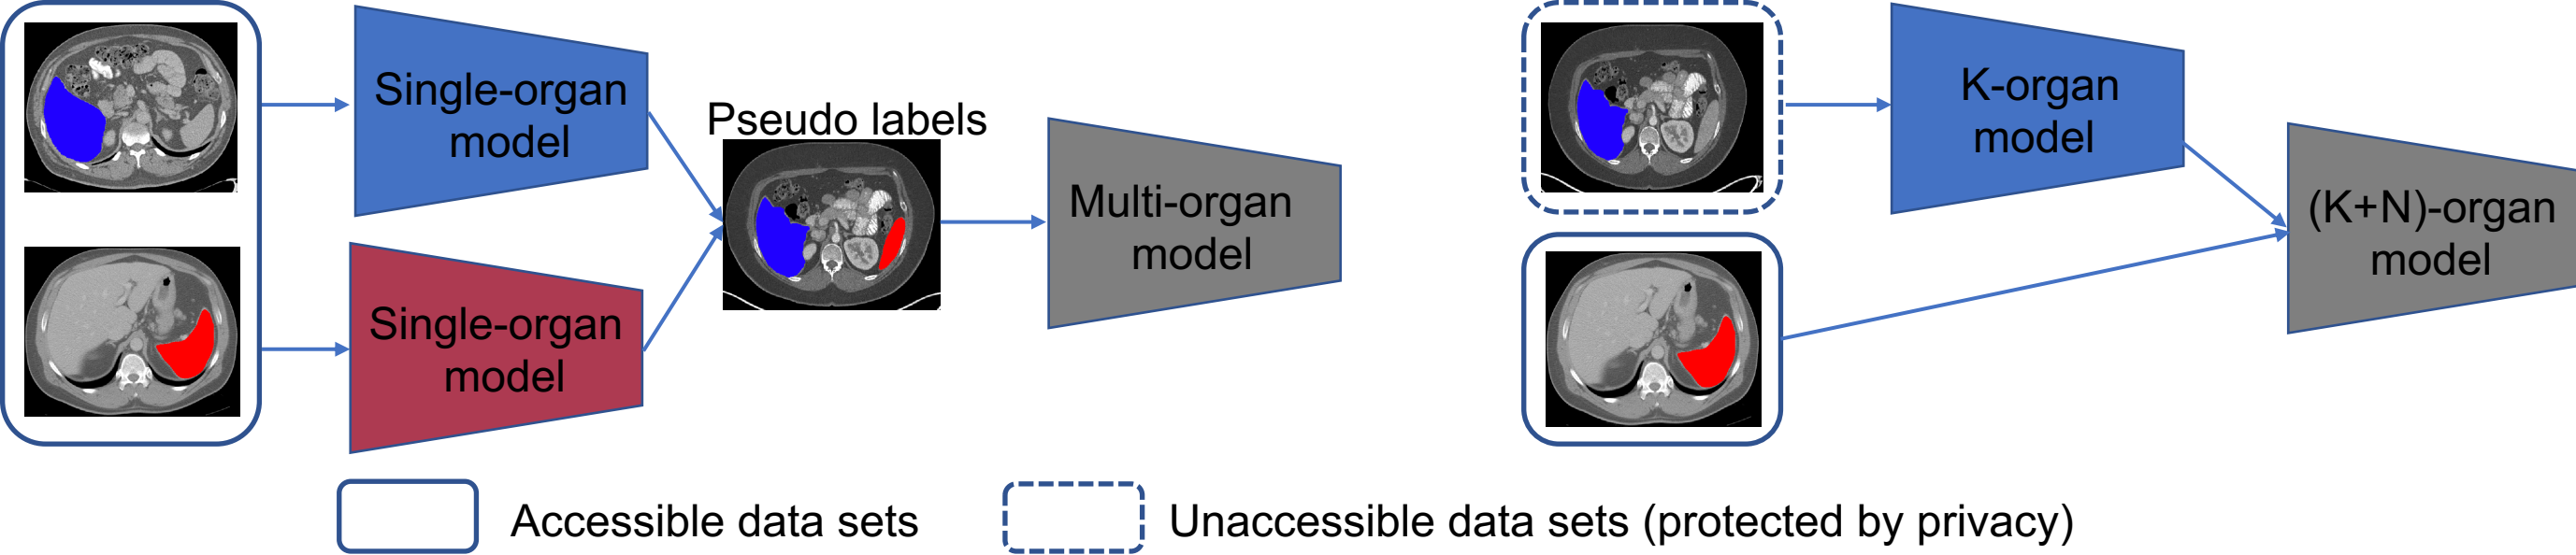 Single-organ
model
Pseudo labels
Single-organ
model
Multi-organ
model
K-organ
model
(K+N)-organ
model
Accessible data sets
Unaccessible data sets (protected by privacy)